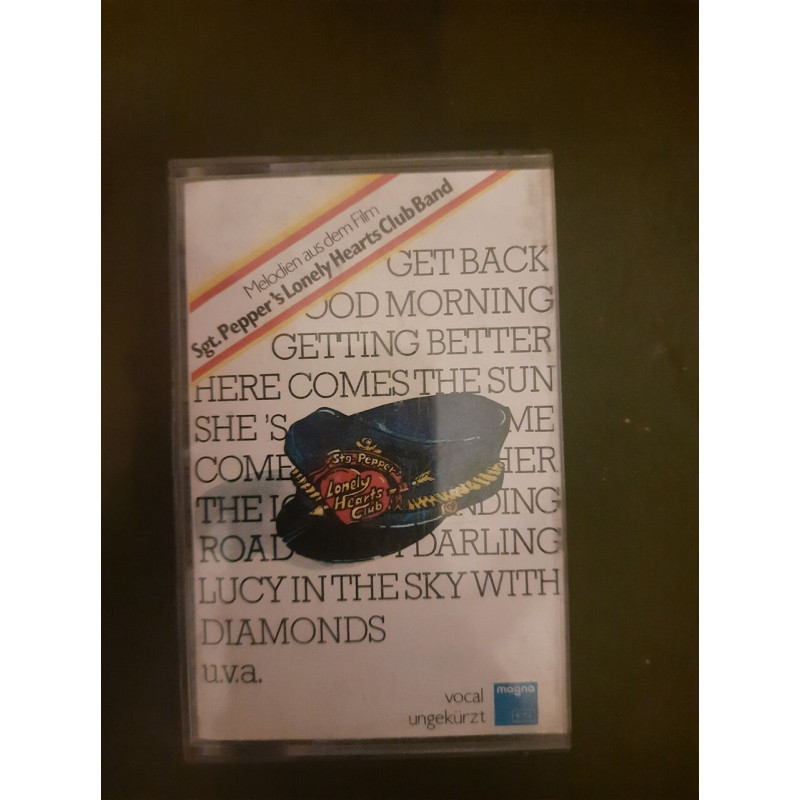 Melodien aus dem Film
Sgt. Pepper's Lonely Hearts Club Band
GET BACK
OOD MORNING
GETTING BETTER
HERE COMES THE SUN
SHE 'S ME
COME HER
THE NDING
ROAD DARLING
LUCY IN THE SKY WITH
DIAMONDS
u.v.a.
Stg. Pepper
Lonely
Hearts
Club
vocal
ungekürzt
magna